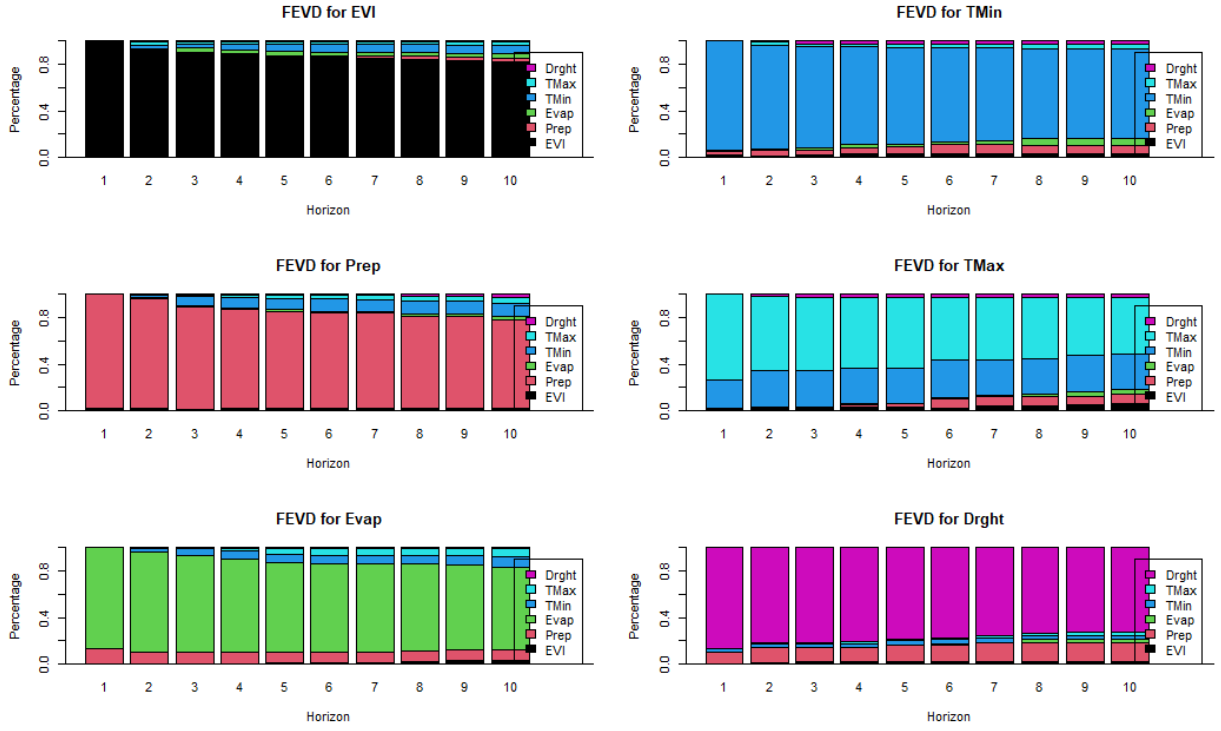 FEVD for EVI
Percentage
0.8
0.4
0.0
Drght
TMax
TMin
Evap
Prep
EVI
1 2 3 4 5 6 7 8 9 10
Horizon
FEVD for TMin
Percentage
0.8
0.4
0.0
Drght
TMax
TMin
Evap
Prep
EVI
1 2 3 4 5 6 7 8 9 10
Horizon
FEVD for Prep
Percentage
0.8
0.4
0.0
Drght
TMax
TMin
Evap
Prep
EVI
1 2 3 4 5 6 7 8 9 10
Horizon
FEVD for TMax
Percentage
0.8
0.4
0.0
Drght
TMax
TMin
Evap
Prep
EVI
1 2 3 4 5 6 7 8 9 10
Horizon
FEVD for Evap
Percentage
0.8
0.4
0.0
Drght
TMax
TMin
Evap
Prep
EVI
1 2 3 4 5 6 7 8 9 10
Horizon
FEVD for Drght
Percentage
0.8
0.4
0.0
Drght
TMax
TMin
Evap
Prep
EVI
1 2 3 4 5 6 7 8 9 10
Horizon